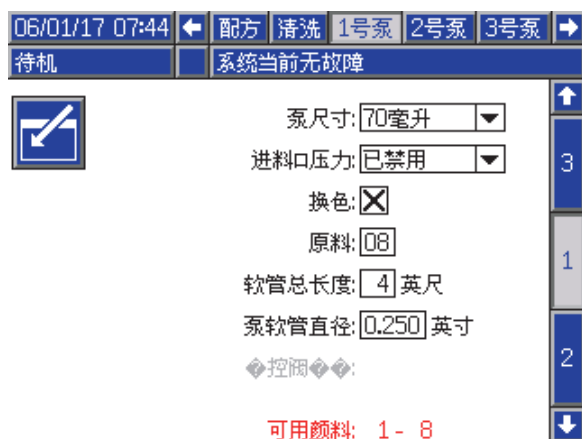 06/01/17 07:44 配方 清洗 1号泵 2号泵 3号泵
待机 系统当前无故障
泵尺寸: 70毫升
进料口压力: 已禁用
3
换色:
原料: 08
1
软管总长度: 4 英尺
泵软管直径: 0.250 英寸
�控阀��:
2
可用颜料: 1 - 8